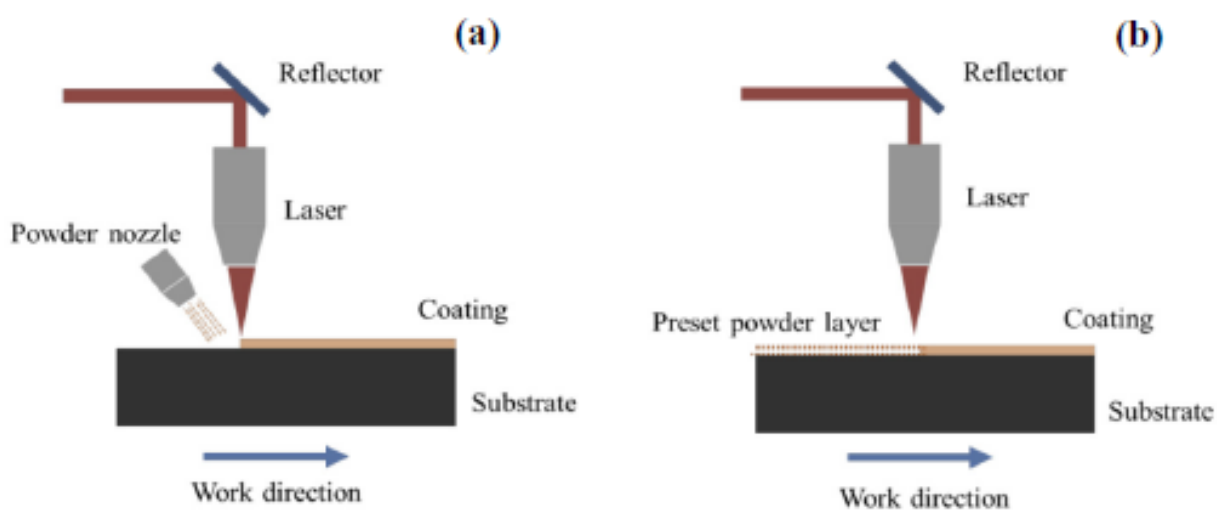 (a)
Reflector
Laser
Powder nozzle
Coating
Substrate
Work direction
(b)
Reflector
Laser
Preset powder layer
Coating
Substrate
Work direction